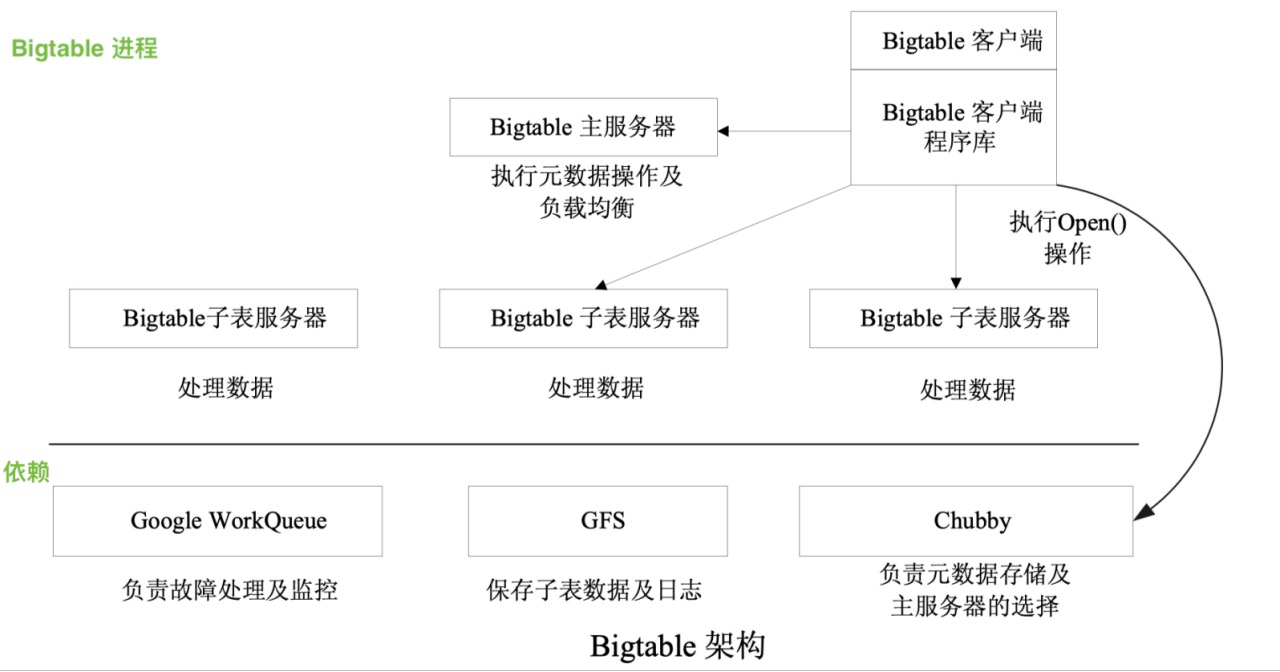 Bigtable 进程
Bigtable 客户端
Bigtable 客户端
程序库
Bigtable 主服务器
执行元数据操作及
负载均衡
执行Open()
操作
Bigtable子表服务器
Bigtable 子表服务器
Bigtable 子表服务器
处理数据
处理数据
处理数据
依赖
Google WorkQueue
GFS
Chubby
负责故障处理及监控
保存子表数据及日志
负责元数据存储及
主服务器的选择
Bigtable 架构